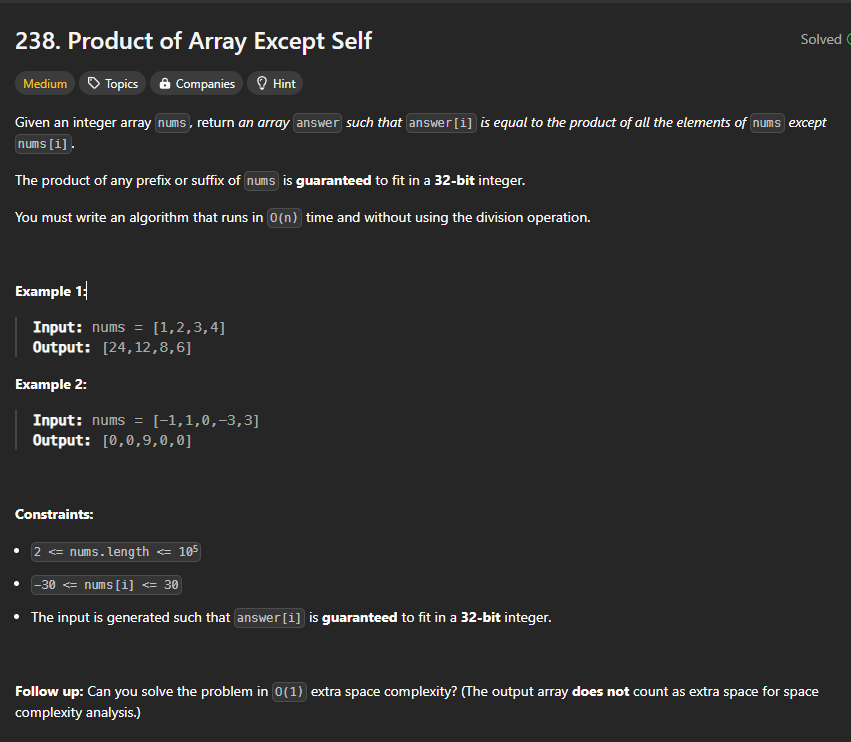 238. Product of Array Except Self
Solved
Medium Topics Companies Hint
Given an integer array nums, return an array answer such that answer[i] is equal to the product of all the elements of nums except
nums[i].
The product of any prefix or suffix of nums is guaranteed to fit in a 32-bit integer.
You must write an algorithm that runs in O(n) time and without using the division operation.
Example 1:
Input: nums = [1,2,3,4]
Output: [24,12,8,6]
Example 2:
Input: nums = [-1,1,0,-3,3]
Output: [0,0,9,0,0]
Constraints:
• 2 <= nums.length <= 10⁵
• -30 <= nums[i] <= 30
• The input is generated such that answer[i] is guaranteed to fit in a 32-bit integer.
Follow up: Can you solve the problem in O(1) extra space complexity? (The output array does not count as extra space for space
complexity analysis.)